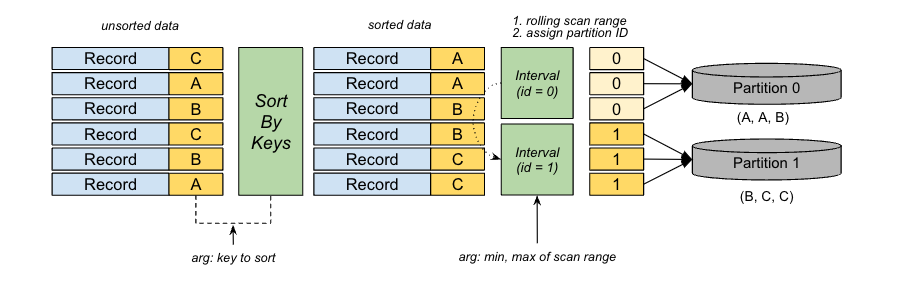 unsorted data
sorted data
1. rolling scan range
2. assign partition ID
Record C
Record A
Record B
Record C
Record B
Record A
Sort
By
Keys
Record A
Record A
Record B
Record B
Record C
Record C
Interval
(id = 0)
Interval
(id = 1)
0
0
0
1
1
1
Partition 0
(A, A, B)
Partition 1
(B, C, C)
arg: key to sort
arg: min, max of scan range